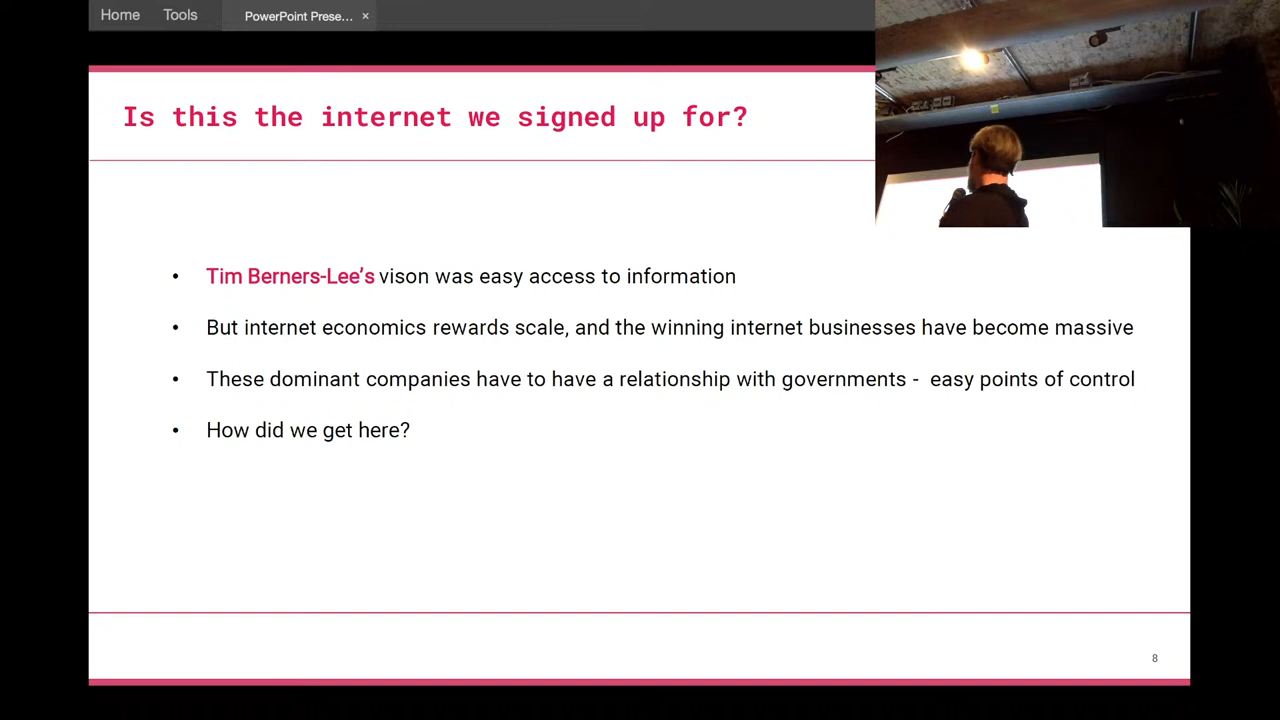 Home Tools PowerPoint Prese... ×
Is this the internet we signed up for?
• Tim Berners-Lee's vison was easy access to information
• But internet economics rewards scale, and the winning internet businesses have become massive
• These dominant companies have to have a relationship with governments - easy points of control
• How did we get here?
8